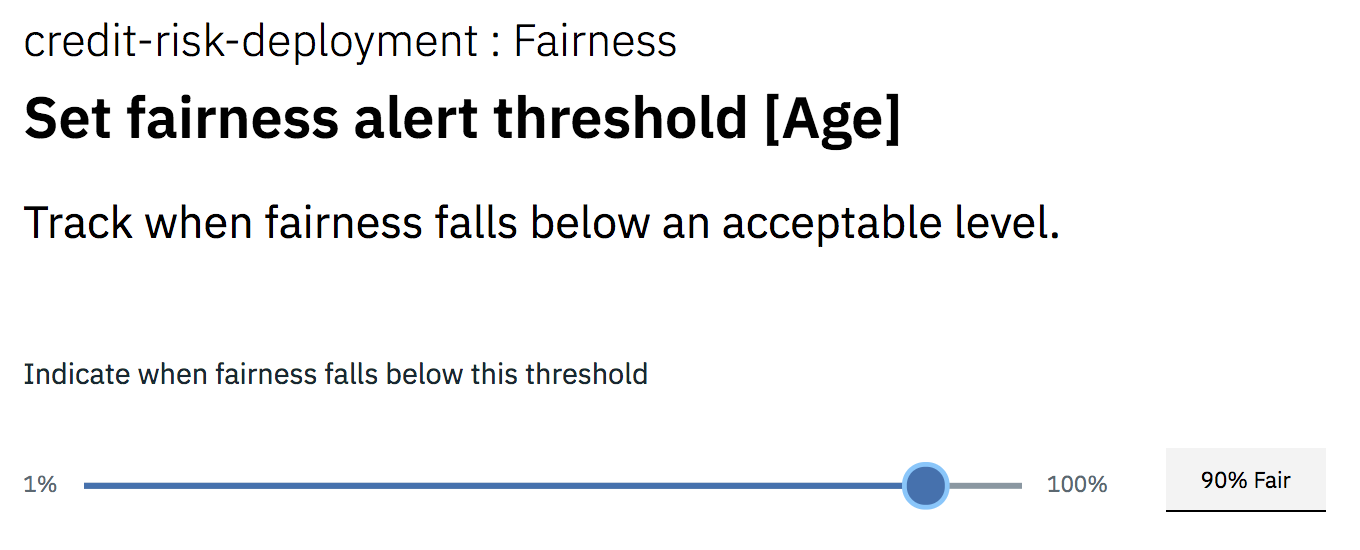 credit-risk-deployment : Fairness
Set fairness alert threshold [Age]
Track when fairness falls below an acceptable level.
Indicate when fairness falls below this threshold
1% 100% 90% Fair